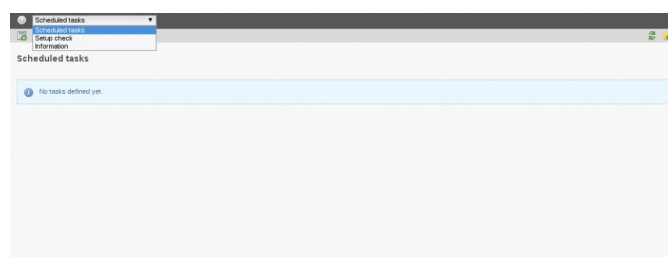 Scheduled tasks
Scheduled tasks
Setup check
Information
Scheduled tasks
No tasks defined yet.